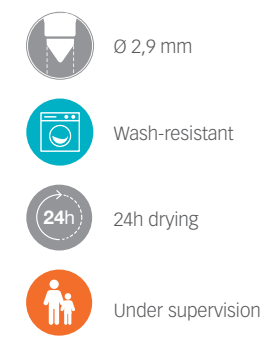 Ø 2,9 mm
Wash-resistant
24h
24h drying
Under supervision